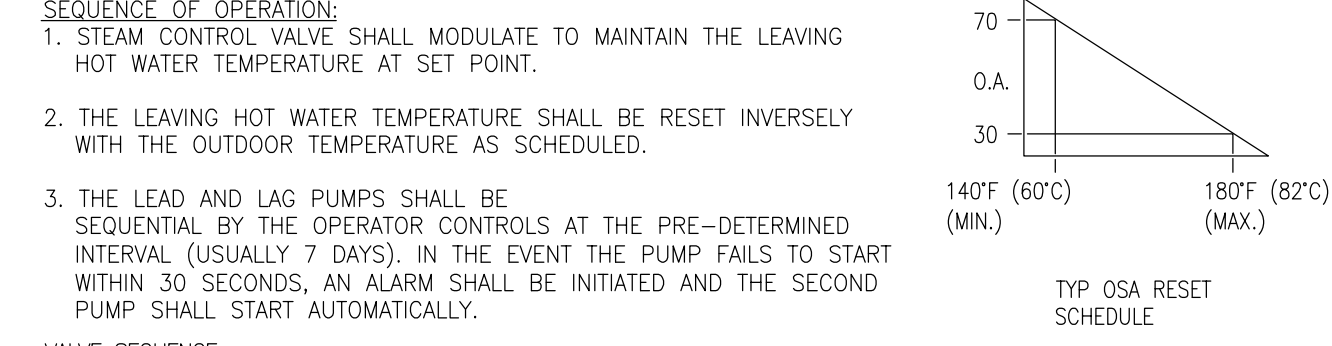 SEQUENCE OF OPERATION:
1. STEAM CONTROL VALVE SHALL MODULATE TO MAINTAIN THE LEAVING
HOT WATER TEMPERATURE AT SET POINT.
2. THE LEAVING HOT WATER TEMPERATURE SHALL BE RESET INVERSELY
WITH THE OUTDOOR TEMPERATURE AS SCHEDULED.
3. THE LEAD AND LAG PUMPS SHALL BE
SEQUENTIAL BY THE OPERATOR CONTROLS AT THE PRE-DETERMINED
INTERVAL (USUALLY 7 DAYS). IN THE EVENT THE PUMP FAILS TO START
WITHIN 30 SECONDS, AN ALARM SHALL BE INITIATED AND THE SECOND
PUMP SHALL START AUTOMATICALLY.
70
O.A.
30
140°F (60°C)
(MIN.)
180°F (82°C)
(MAX.)
TYP OSA RESET
SCHEDULE